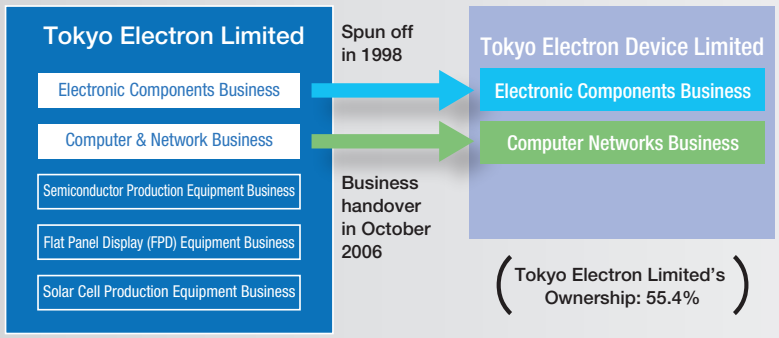 Tokyo Electron Limited
Electronic Components Business
Computer & Network Business
Semiconductor Production Equipment Business
Flat Panel Display (FPD) Equipment Business
Solar Cell Production Equipment Business
Spun off
in 1998
Business
handover
in October
2006
Tokyo Electron Device Limited
Electronic Components Business
Computer Networks Business
(Tokyo Electron Limited's
Ownership: 55.4%)